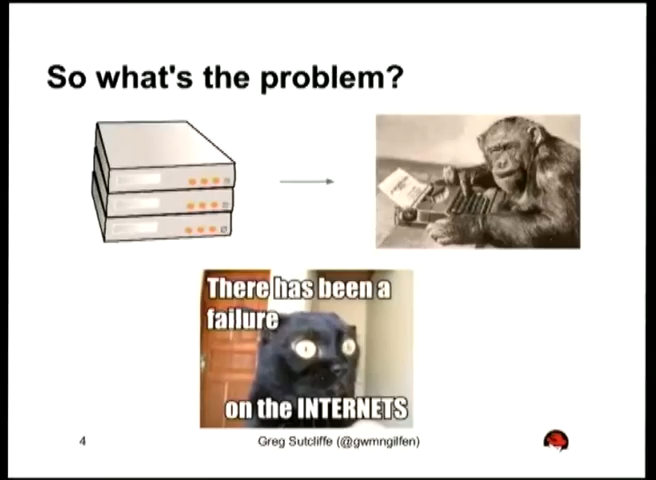 So what's the problem?
There has been a
failure
on the INTERNETS
4
Greg Sutcliffe (@gwmngilfen)